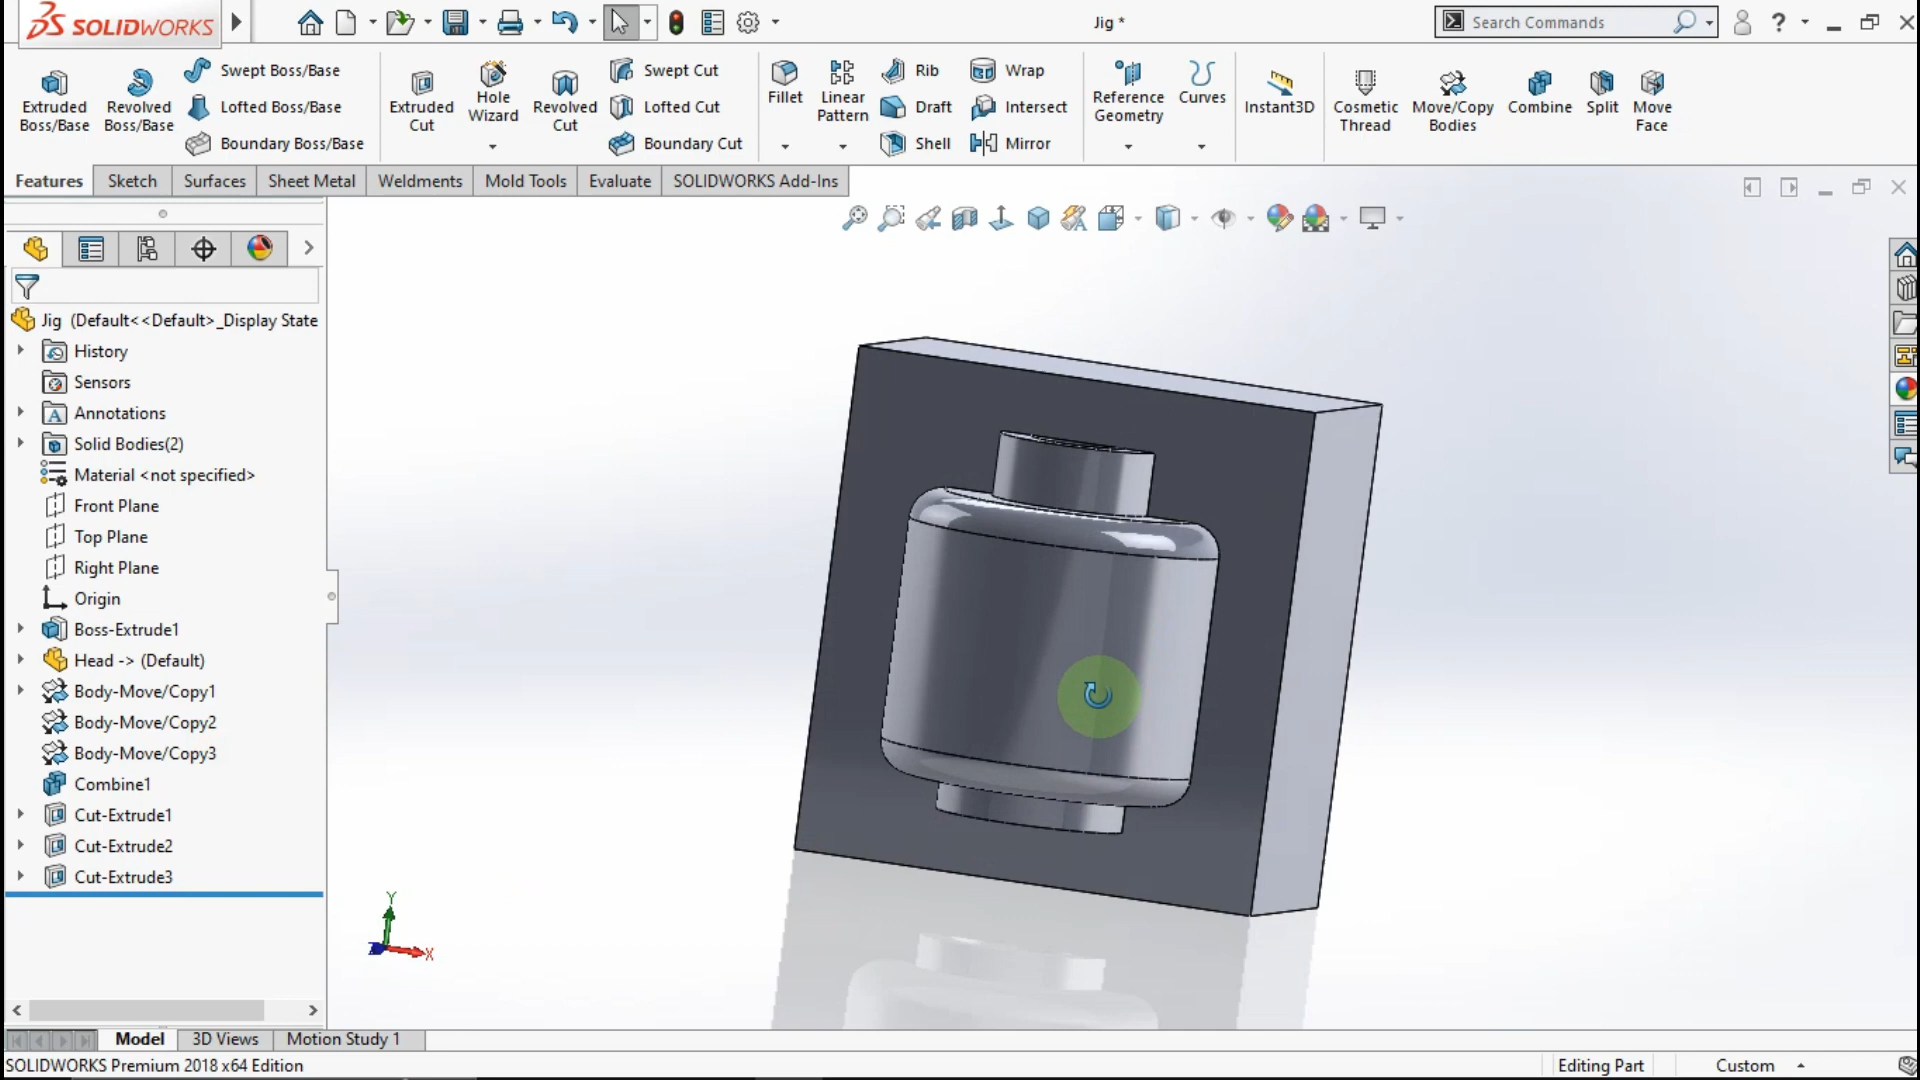 SOLIDWORKS
Jig *
Search Commands
Extruded Boss/Base
Revolved Boss/Base
Swept Boss/Base
Lofted Boss/Base
Boundary Boss/Base
Extruded Cut
Hole Wizard
Revolved Cut
Swept Cut
Lofted Cut
Boundary Cut
Fillet
Linear Pattern
Rib
Draft
Shell
Wrap
Intersect
Mirror
Reference Geometry
Curves
Instant3D
Cosmetic Thread
Move/Copy Bodies
Combine
Split
Move Face
Features Sketch Surfaces Sheet Metal Weldments Mold Tools Evaluate SOLIDWORKS Add-Ins
Jig (Default<<Default>_Display State
History
Sensors
Annotations
Solid Bodies(2)
Material <not specified>
Front Plane
Top Plane
Right Plane
Origin
Boss-Extrude1
Head -> (Default)
Body-Move/Copy1
Body-Move/Copy2
Body-Move/Copy3
Combine1
Cut-Extrude1
Cut-Extrude2
Cut-Extrude3
Y
X
Model 3D Views Motion Study 1
SOLIDWORKS Premium 2018 x64 Edition
Editing Part
Custom